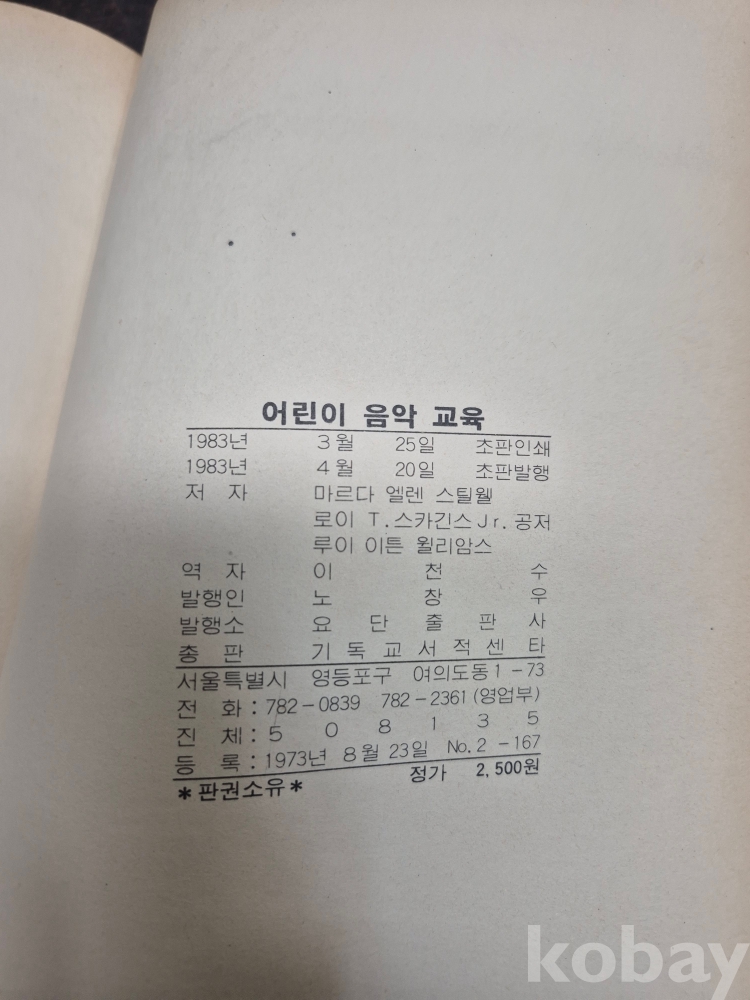 어린이 음악 교육
1983년 3월 25일 초판인쇄
1983년 4월 20일 초판발행
저 자 마르다 엘렌 스틸웰
로이 T. 스카긴스 Jr. 공저
루이 이튼 윌리암스
역 자 이 천 수
발행인 노 창 우
발행소 요 단 출 판 사
총 판 기 독 교 서 적 센 타
서울특별시 영등포구 여의도동 1-73
전 화 : 782-0839 782-2361 (영업부)
진 체 : 5 0 8 1 3 5
등 록 : 1973년 8월 23일 No. 2 -167
정가 2,500원
*판권소유*
kobay